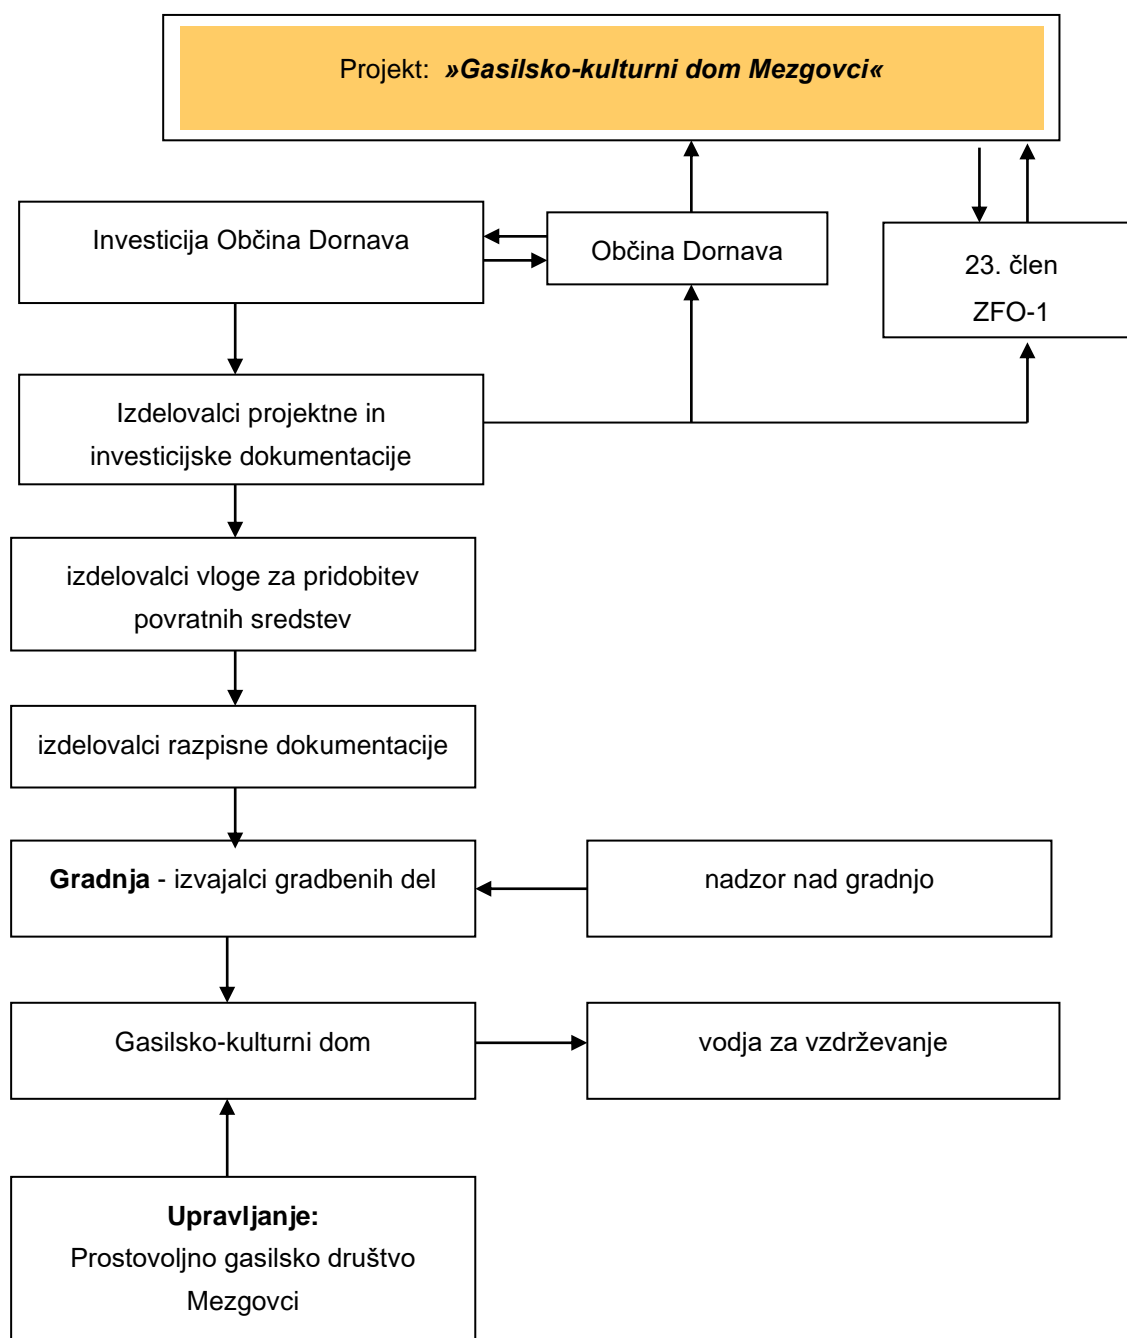 Projekt: »Gasilsko-kulturni dom Mezgovci«
Investicija Občina Dornava
Občina Dornava
23. člen
ZFO-1
Izdelovalci projektne in
investicijske dokumentacije
izdelovalci vloge za pridobitev
povratnih sredstev
izdelovalci razpisne dokumentacije
Gradnja - izvajalci gradbenih del
nadzor nad gradnjo
Gasilsko-kulturni dom
vodja za vzdrževanje
Upravljanje:
Prostovoljno gasilsko društvo
Mezgovci